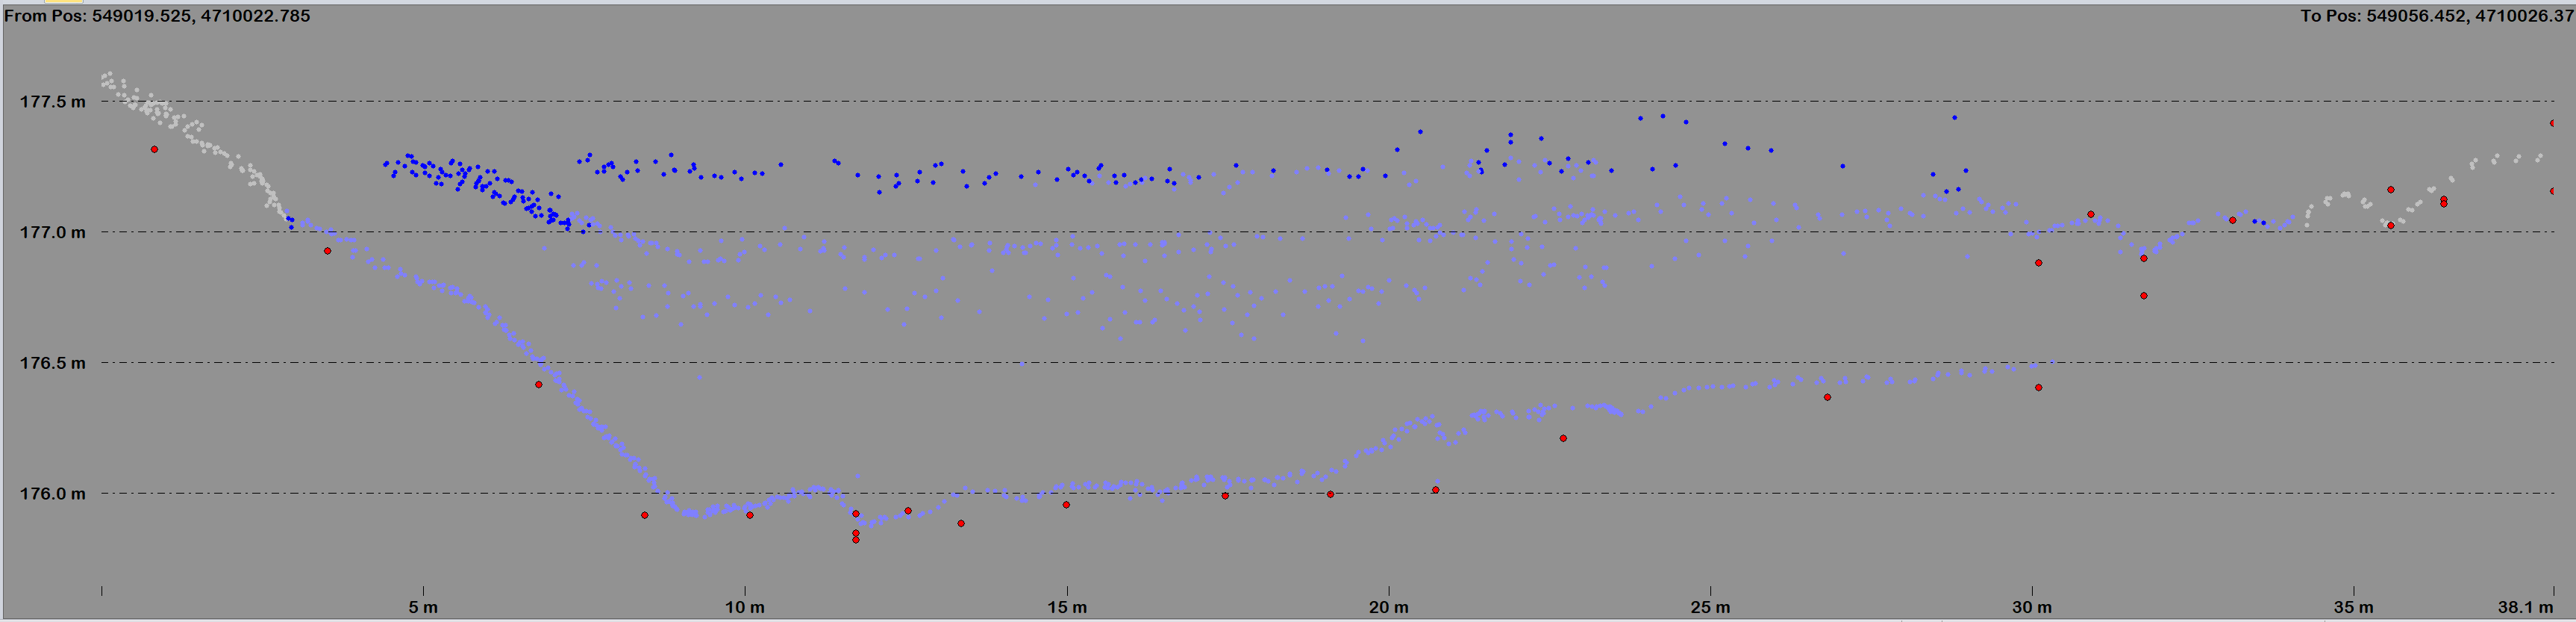 From Pos: 549019.525, 4710022.785
To Pos: 549056.452, 4710026.37
177.5 m
177.0 m
176.5 m
176.0 m
5 m
10 m
15 m
20 m
25 m
30 m
35 m
38.1 m